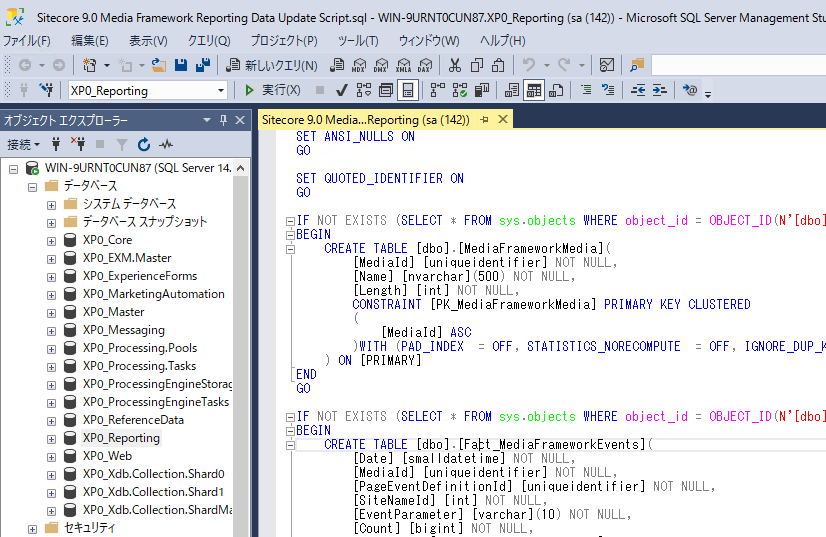 Sitecore 9.0 Media Framework Reporting Data Update Script.sql - WIN-9URNT0CUN87.XP0_Reporting (sa (142)) - Microsoft SQL Server Management Stu
ファイル(F) 編集(E) 表示(V) クエリ(Q) プロジェクト(P) ツール(T) ウィンドウ(W) ヘルプ(H)
新しいクエリ(N) MDX DMX XMLA DAX
XP0_Reporting 実行(X)
オブジェクト エクスプローラー
接続
WIN-9URNT0CUN87 (SQL Server 14.
データベース
システム データベース
データベース スナップショット
XP0_Core
XP0_EXM.Master
XP0_ExperienceForms
XP0_MarketingAutomation
XP0_Master
XP0_Messaging
XP0_Processing.Pools
XP0_Processing.Tasks
XP0_ProcessingEngineStorag
XP0_ProcessingEngineTasks
XP0_ReferenceData
XP0_Reporting
XP0_Web
XP0_Xdb.Collection.Shard0
XP0_Xdb.Collection.Shard1
XP0_Xdb.Collection.ShardMa
セキュリティ
Sitecore 9.0 Media...Reporting (sa (142))
SET ANSI_NULLS ON
GO
SET QUOTED_IDENTIFIER ON
GO
IF NOT EXISTS (SELECT * FROM sys.objects WHERE object_id = OBJECT_ID(N'[dbo]
BEGIN
CREATE TABLE [dbo].[MediaFrameworkMedia](
[MediaId] [uniqueidentifier] NOT NULL,
[Name] [nvarchar](500) NOT NULL,
[Length] [int] NOT NULL,
CONSTRAINT [PK_MediaFrameworkMedia] PRIMARY KEY CLUSTERED
(
[MediaId] ASC
)WITH (PAD_INDEX = OFF, STATISTICS_NORECOMPUTE = OFF, IGNORE_DUP_K
) ON [PRIMARY]
END
GO
IF NOT EXISTS (SELECT * FROM sys.objects WHERE object_id = OBJECT_ID(N'[dbo]
BEGIN
CREATE TABLE [dbo].[Fact_MediaFrameworkEvents](
[Date] [smalldatetime] NOT NULL,
[MediaId] [uniqueidentifier] NOT NULL,
[PageEventDefinitionId] [uniqueidentifier] NOT NULL,
[SiteNameId] [int] NOT NULL,
[EventParameter] [varchar](10) NOT NULL,
[Count] [bigint] NOT NULL,